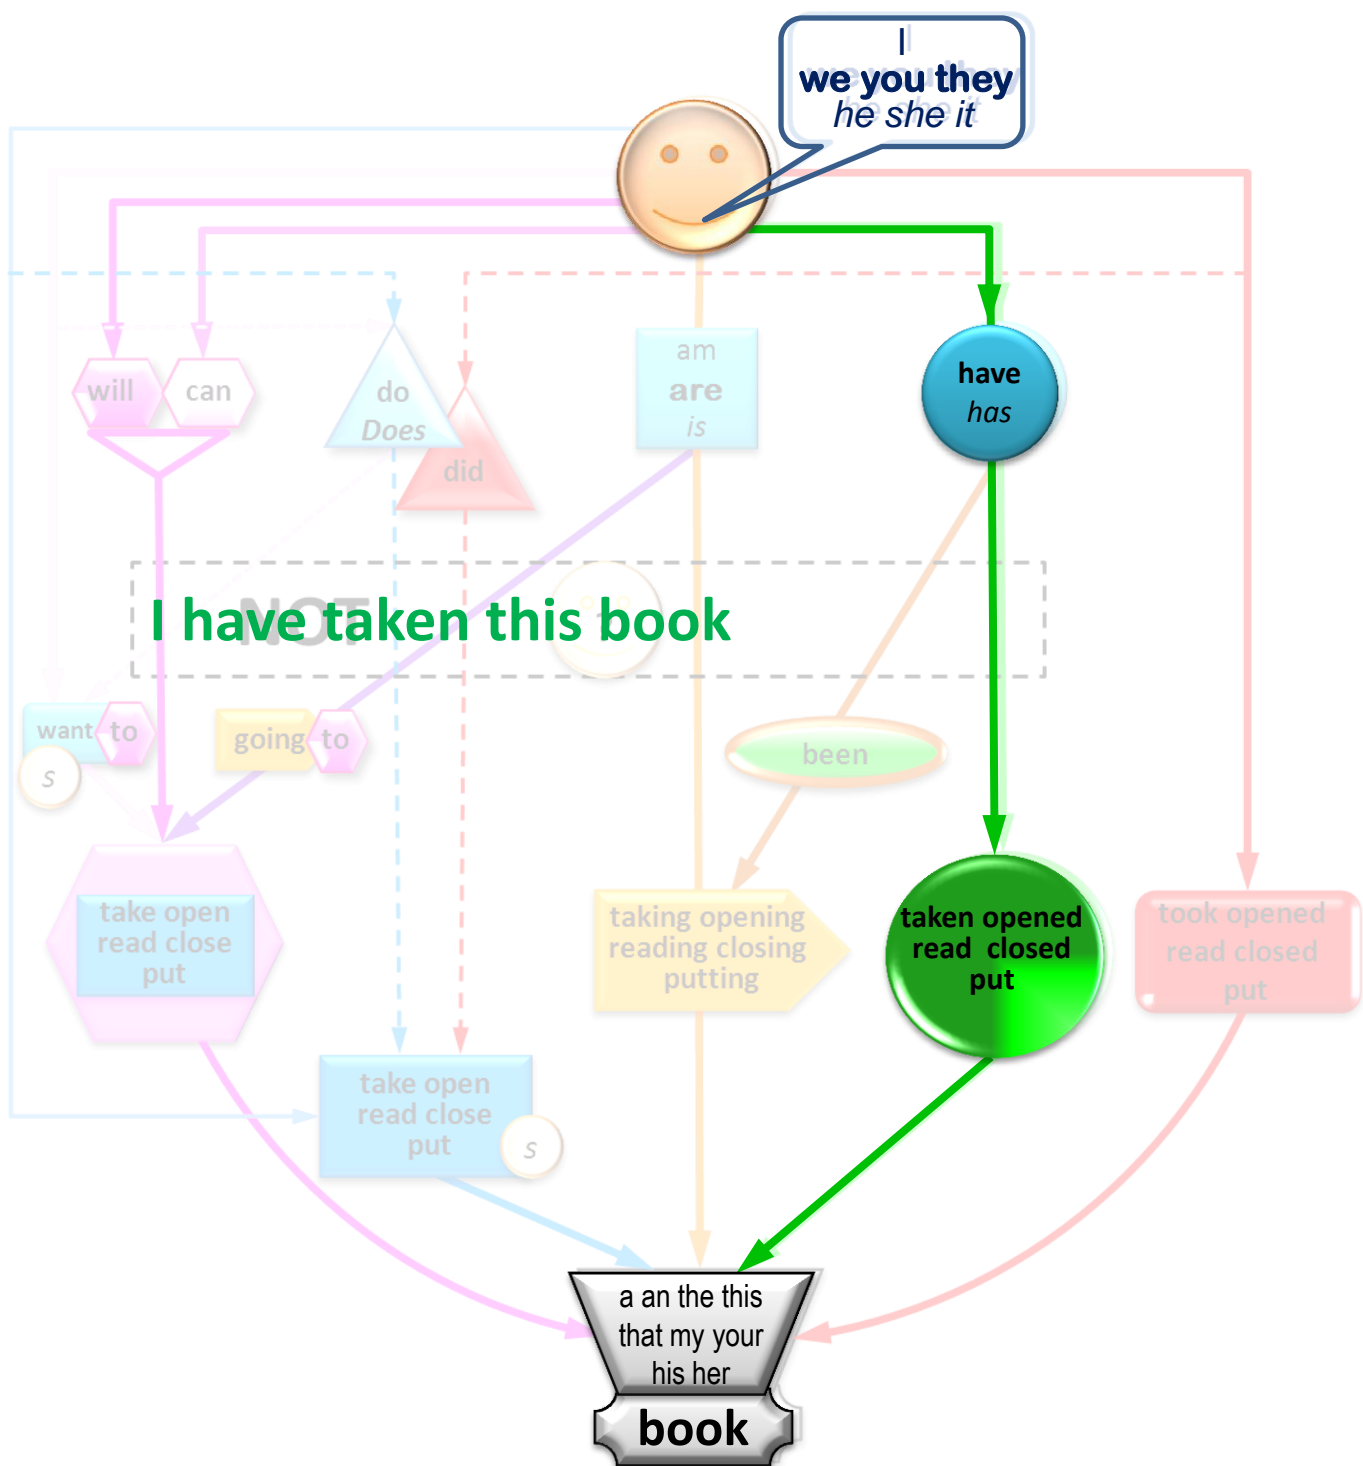 I
we you they
he she it
will
can
do
Does
did
am
are
is
have
has
NOT
I have taken this book
want to
s
going to
been
take open
read close
put
taking opening
reading closing
putting
taken opened
read closed
put
took opened
read closed
put
take open
read close
put
s
a an the this
that my your
his her
book